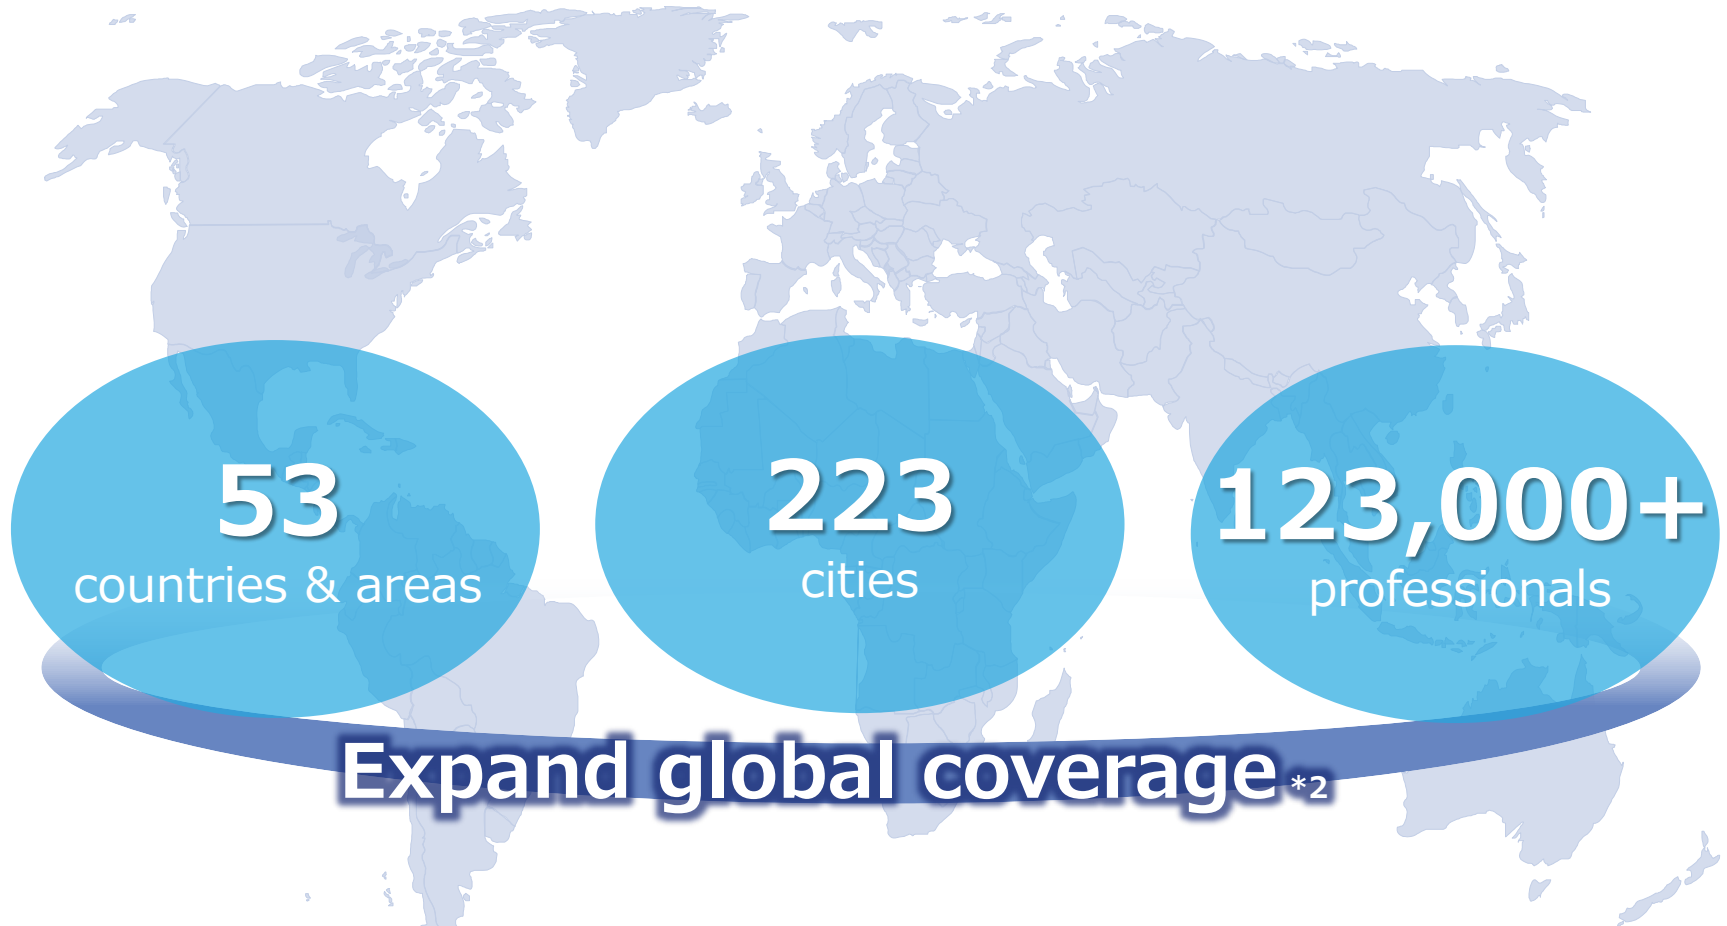 53
countries & areas
223
cities
123,000+
professionals
Expand global coverage *2